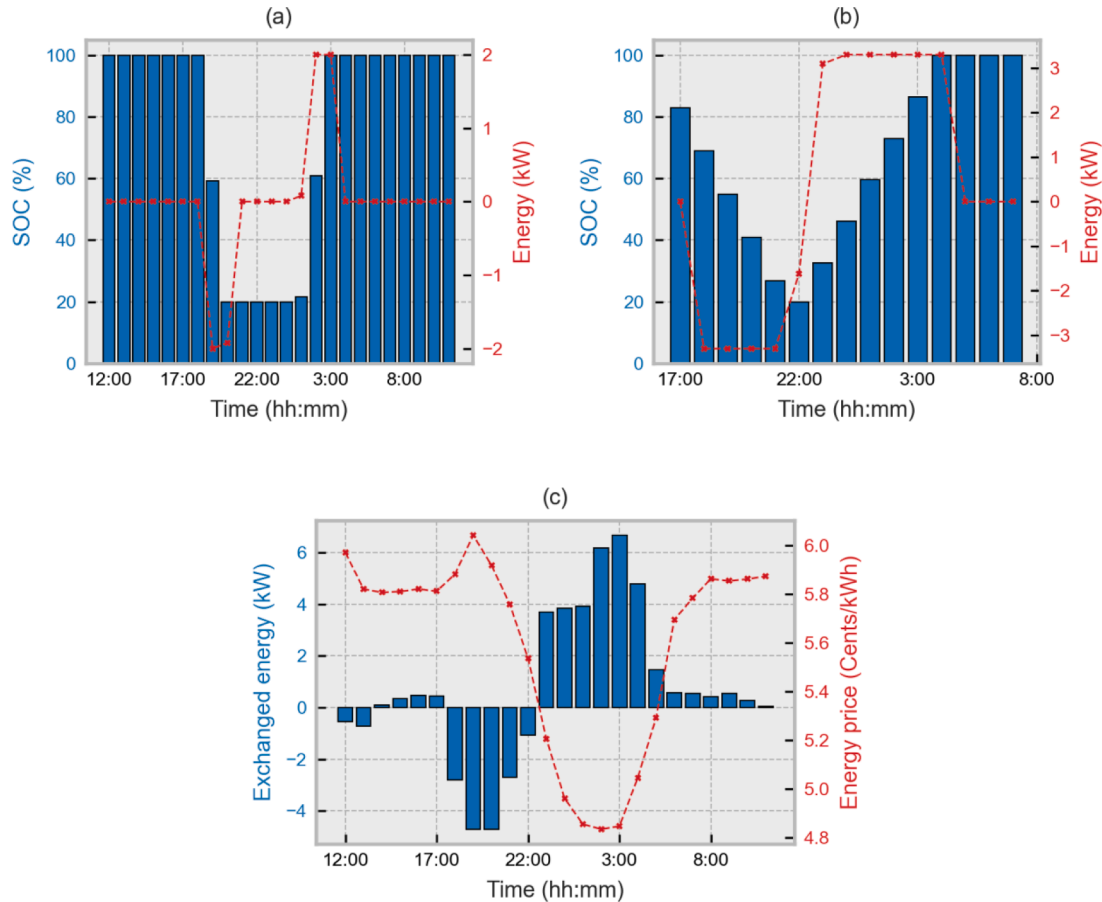 (a)
100
80
60
40
20
0
SOC (%)
2
1
0
−1
−2
Energy (kW)
12:00 17:00 22:00 3:00 8:00
Time (hh:mm)
(b)
100
80
60
40
20
0
SOC (%)
3
2
1
0
−1
−2
−3
Energy (kW)
17:00 22:00 3:00 8:00
Time (hh:mm)
(c)
6
4
2
0
−2
−4
Exchanged energy (kW)
6.0
5.8
5.6
5.4
5.2
5.0
4.8
Energy price (Cents/kWh)
12:00 17:00 22:00 3:00 8:00
Time (hh:mm)